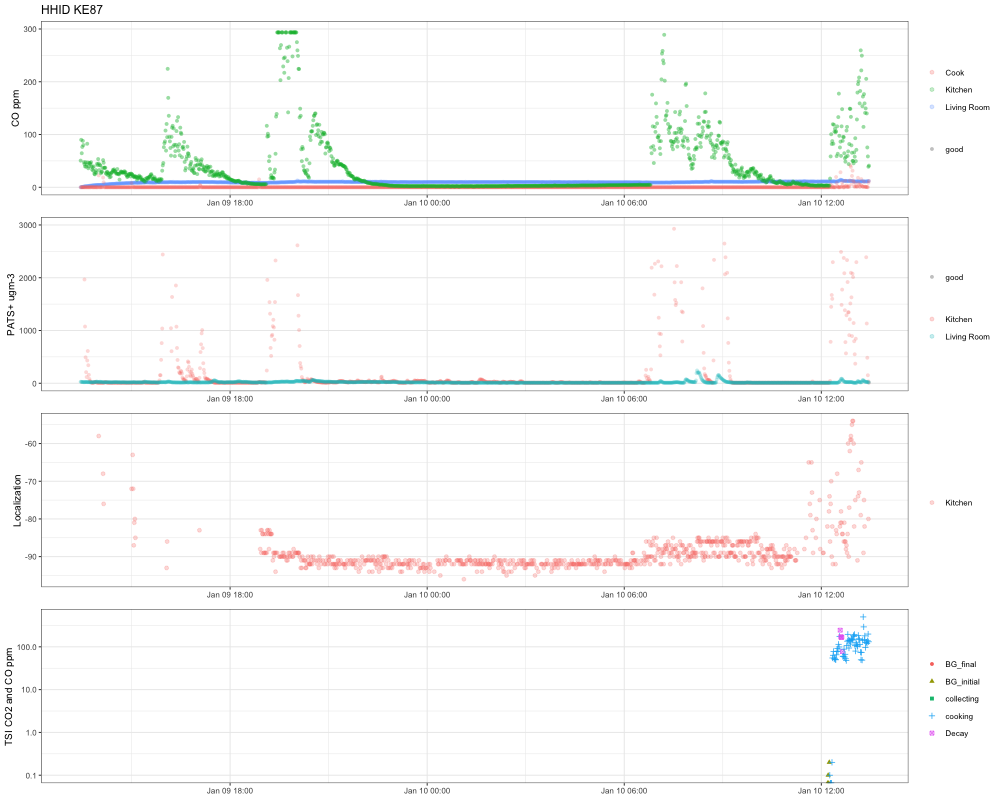 HHID KE87
CO ppm
300
200
100
0
Jan 09 18:00
Jan 10 00:00
Jan 10 06:00
Jan 10 12:00
Cook
Kitchen
Living Room
good
PATS+ ugm-3
3000
2000
1000
0
Jan 09 18:00
Jan 10 00:00
Jan 10 06:00
Jan 10 12:00
good
Kitchen
Living Room
Localization
-60
-70
-80
-90
Jan 09 18:00
Jan 10 00:00
Jan 10 06:00
Jan 10 12:00
Kitchen
TSI CO2 and CO ppm
100.0
10.0
1.0
0.1
Jan 09 18:00
Jan 10 00:00
Jan 10 06:00
Jan 10 12:00
BG_final
BG_initial
collecting
cooking
Decay